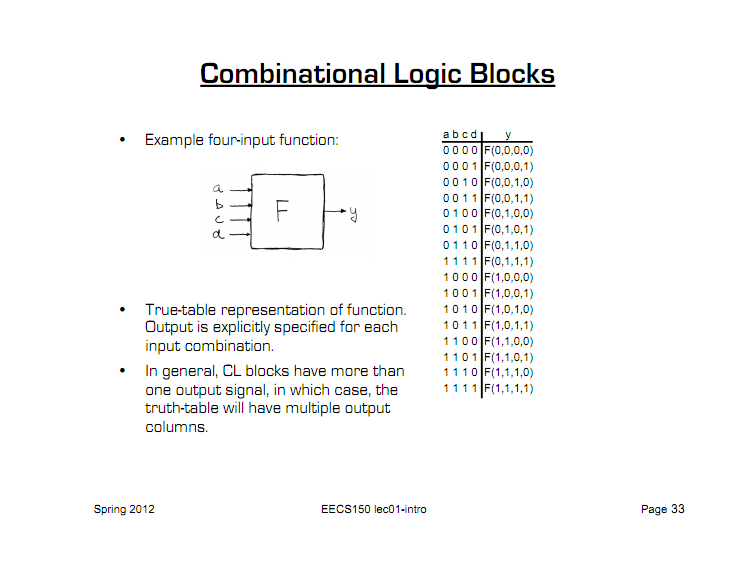 Combinational Logic Blocks
• Example four-input function:
a
b
c
d
F
y
• True-table representation of function.
Output is explicitly specified for each
input combination.
• In general, CL blocks have more than
one output signal, in which case, the
truth-table will have multiple output
columns.
a b c d y
0 0 0 0 F(0,0,0,0)
0 0 0 1 F(0,0,0,1)
0 0 1 0 F(0,0,1,0)
0 0 1 1 F(0,0,1,1)
0 1 0 0 F(0,1,0,0)
0 1 0 1 F(0,1,0,1)
0 1 1 0 F(0,1,1,0)
1 1 1 1 F(0,1,1,1)
1 0 0 0 F(1,0,0,0)
1 0 0 1 F(1,0,0,1)
1 0 1 0 F(1,0,1,0)
1 0 1 1 F(1,0,1,1)
1 1 0 0 F(1,1,0,0)
1 1 0 1 F(1,1,0,1)
1 1 1 0 F(1,1,1,0)
1 1 1 1 F(1,1,1,1)
Spring 2012
EECS150 lec01-intro
Page 33